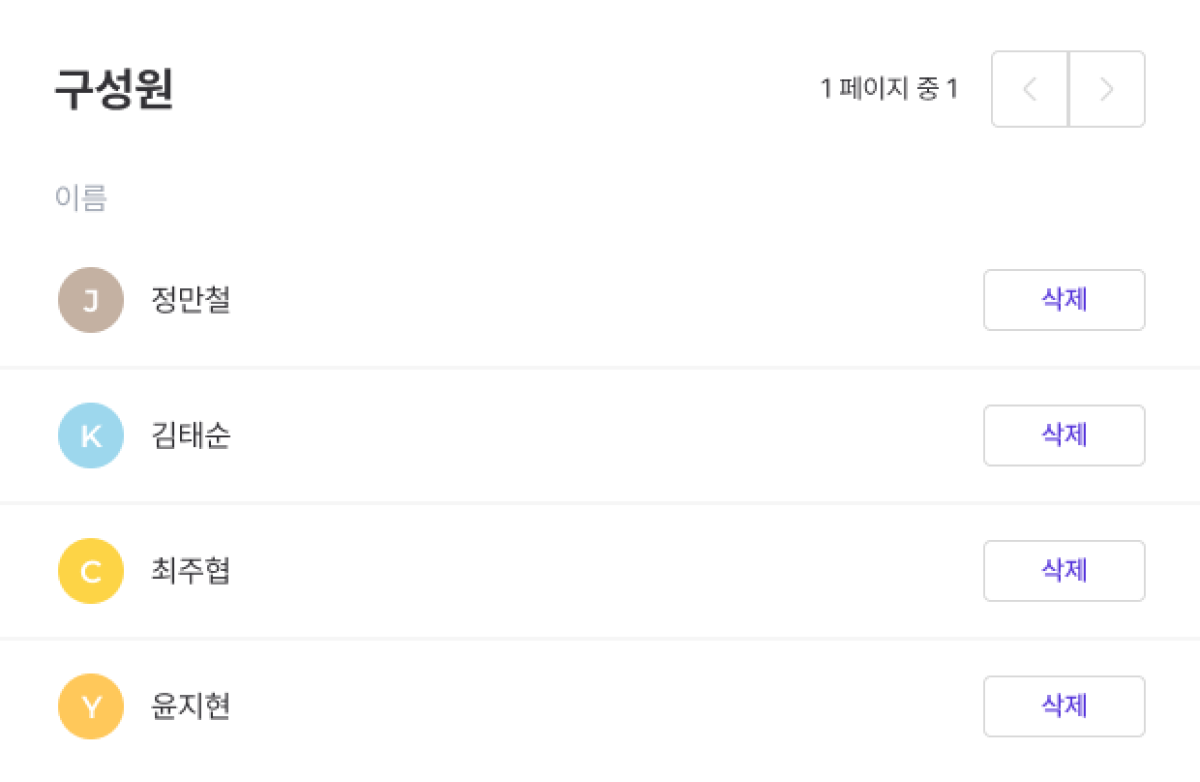 구성원
1 페이지 중 1
이름
J 정만철 삭제
K 김태순 삭제
C 최주협 삭제
Y 윤지현 삭제